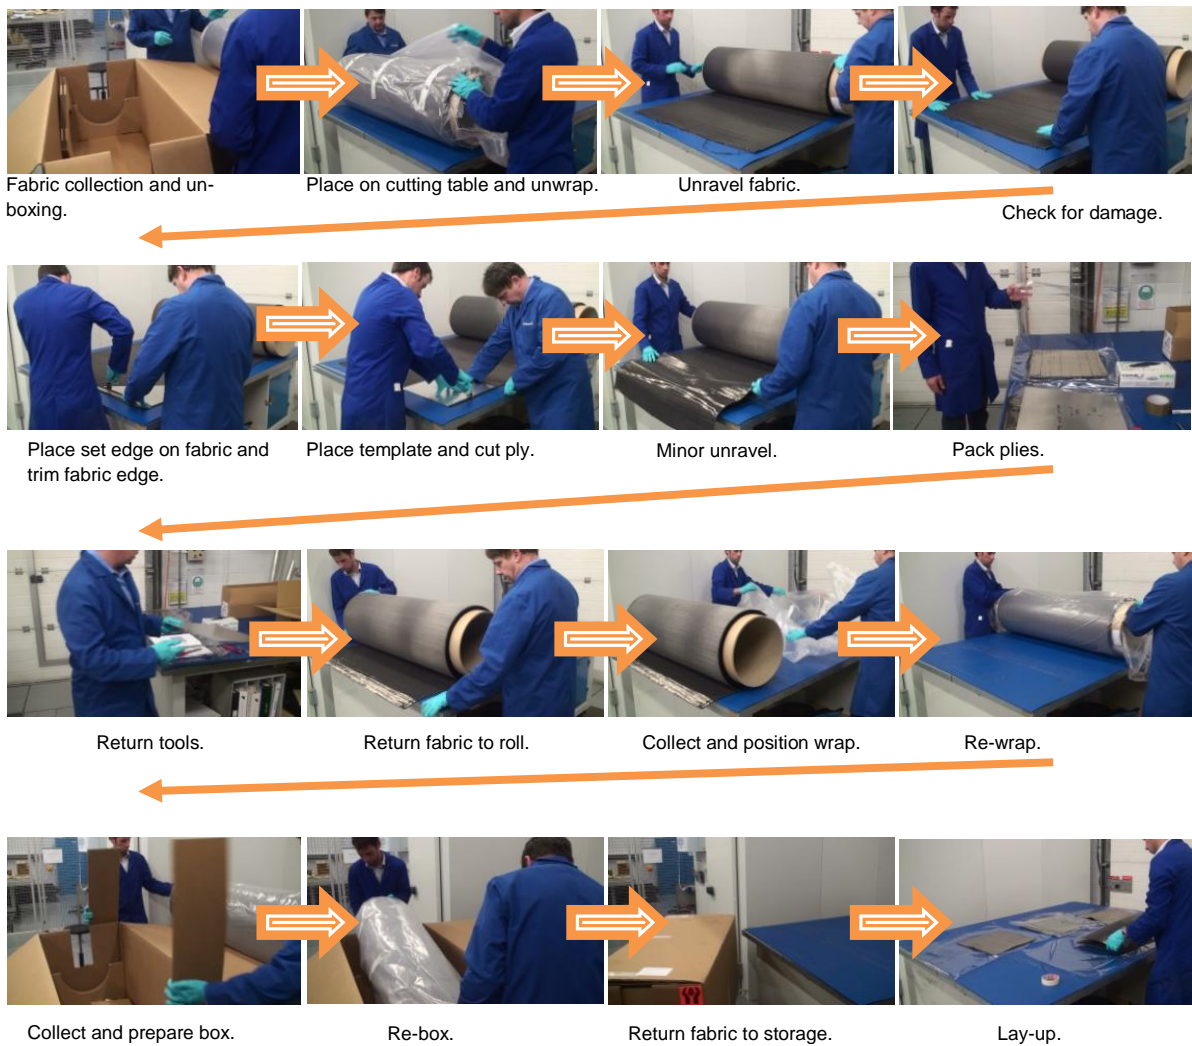 Fabric collection and un-
boxing.
Place on cutting table and unwrap.
Unravel fabric.
Check for damage.
Place set edge on fabric and
trim fabric edge.
Place template and cut ply.
Minor unravel.
Pack plies.
Return tools.
Return fabric to roll.
Collect and position wrap.
Re-wrap.
Collect and prepare box.
Re-box.
Return fabric to storage.
Lay-up.